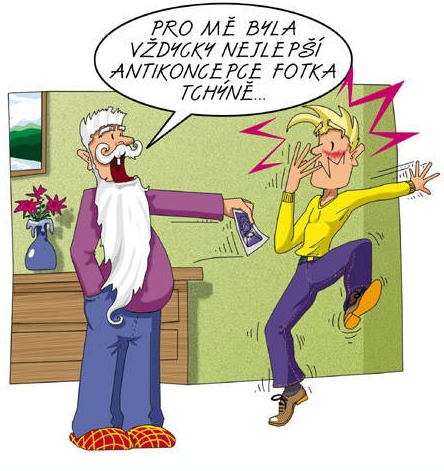 PRO MĚ BYLA
VŽDYCKY NEJLEPŠÍ
ANTIKONCEPCE FOTKA
TCHÝNĚ...